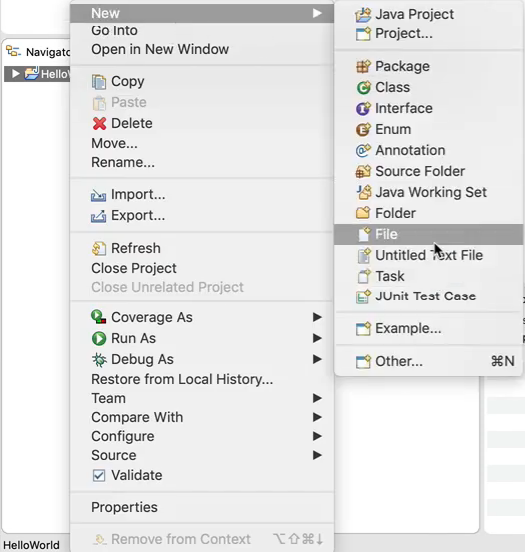 Navigato
HelloW
New
Go Into
Open in New Window
Copy
Paste
Delete
Move...
Rename...
Import...
Export...
Refresh
Close Project
Close Unrelated Project
Coverage As
Run As
Debug As
Restore from Local History...
Team
Compare With
Configure
Source
Validate
Properties
Remove from Context ⌥⇧⌘↓
Java Project
Project...
Package
Class
Interface
Enum
Annotation
Source Folder
Java Working Set
Folder
File
Untitled Text File
Task
JUnit Test Case
Example...
Other... ⌘N
HelloWorld